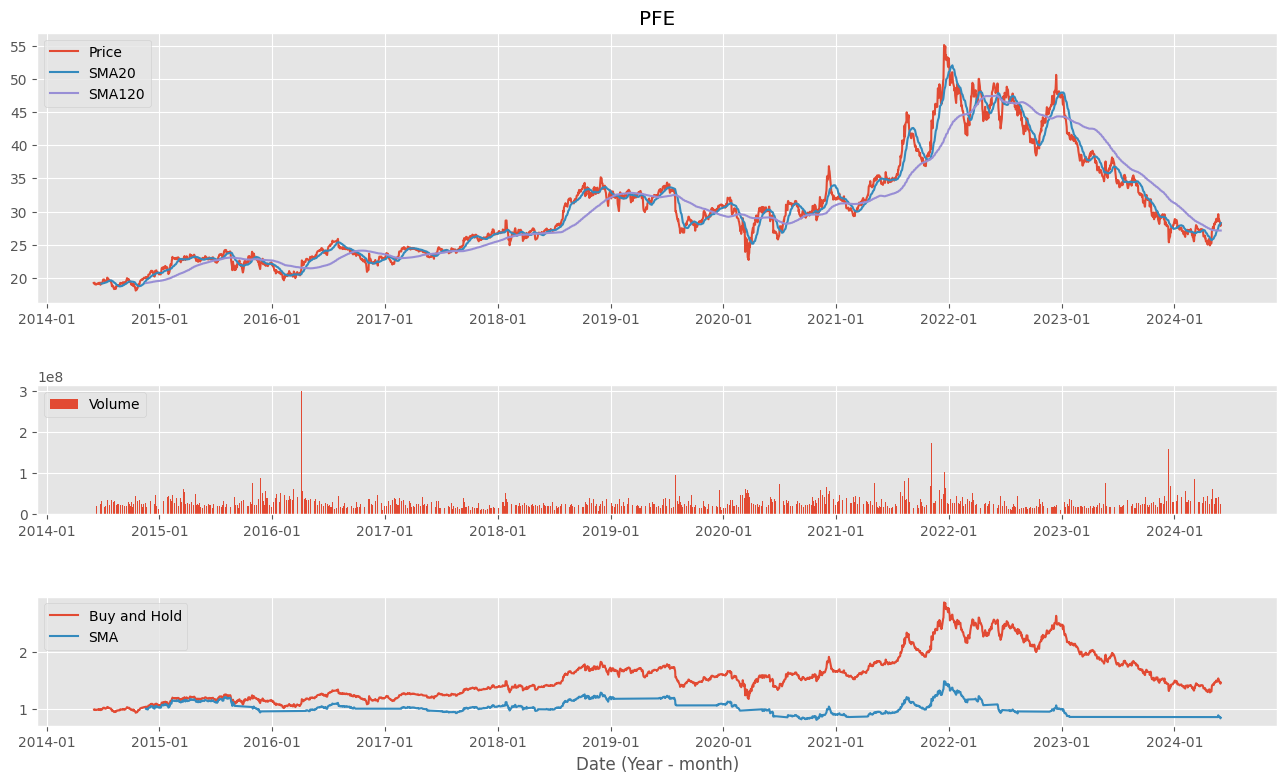 PFE
Price
SMA20
SMA120
55
50
45
40
35
30
25
20
2014-01 2015-01 2016-01 2017-01 2018-01 2019-01 2020-01 2021-01 2022-01 2023-01 2024-01
1e8
Volume
3
2
1
0
2014-01 2015-01 2016-01 2017-01 2018-01 2019-01 2020-01 2021-01 2022-01 2023-01 2024-01
Buy and Hold
SMA
2
1
2014-01 2015-01 2016-01 2017-01 2018-01 2019-01 2020-01 2021-01 2022-01 2023-01 2024-01
Date (Year - month)